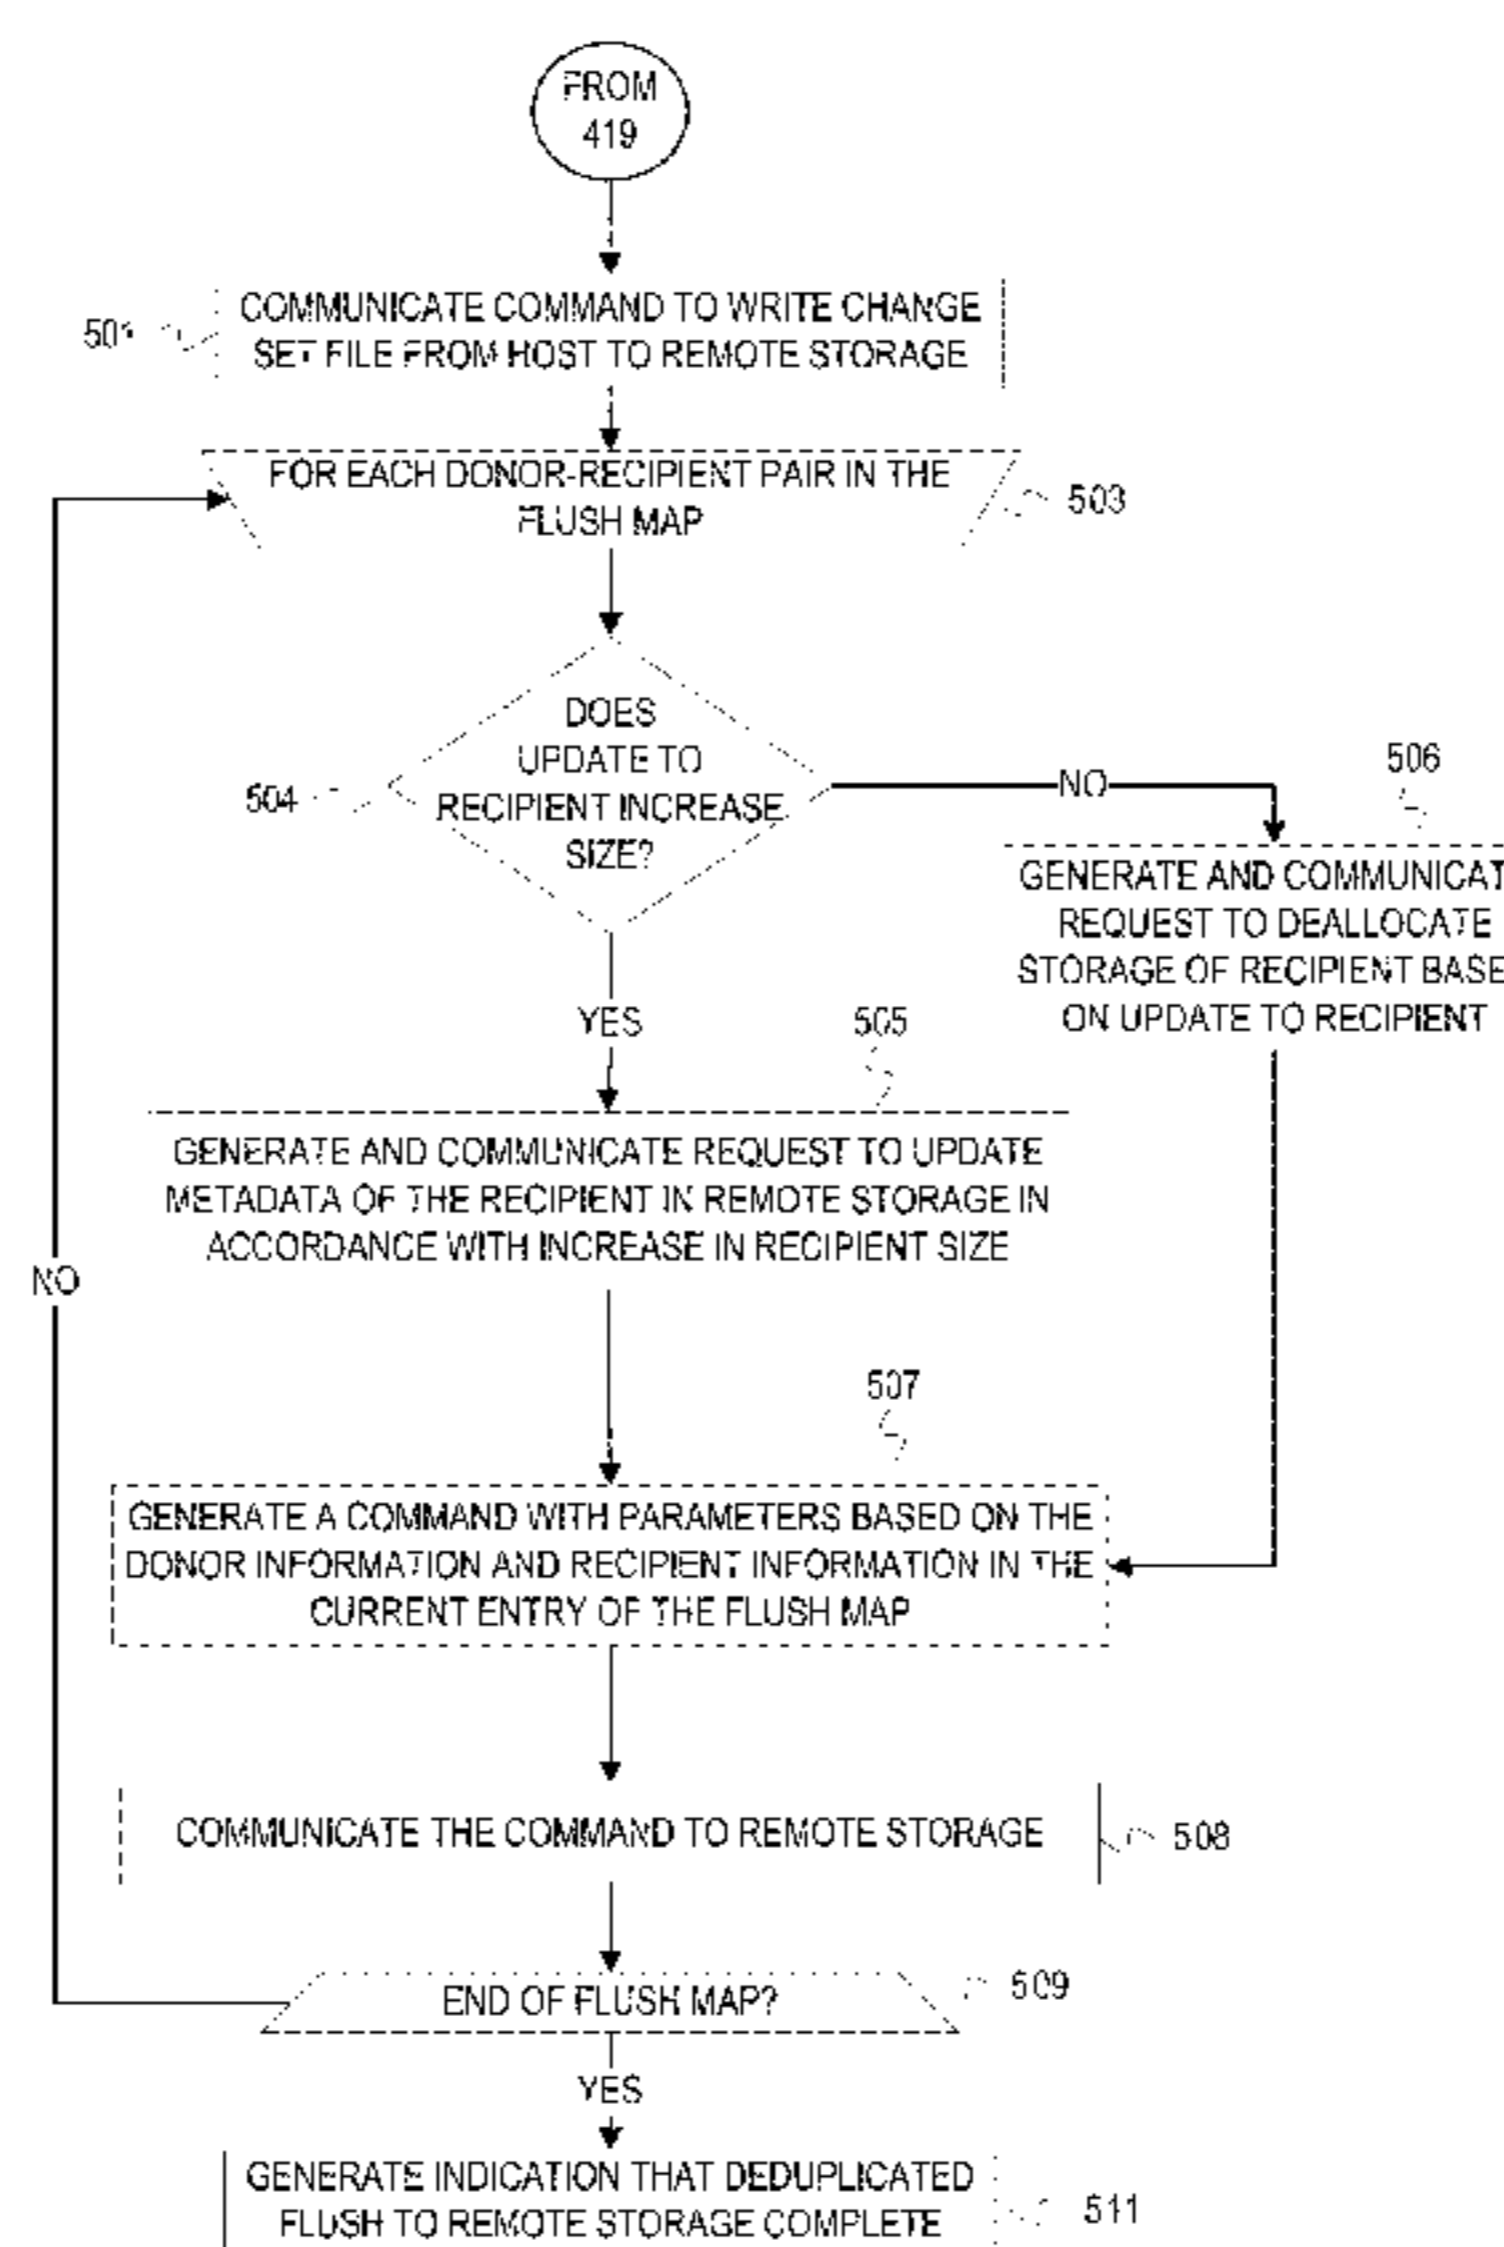 FROM
419
501
COMMUNICATE COMMAND TO WRITE CHANGE
SET FILE FROM HOST TO REMOTE STORAGE
FOR EACH DONOR-RECIPIENT PAIR IN THE
FLUSH MAP
503
DOES
UPDATE TO
RECIPIENT INCREASE
SIZE?
504
NO
506
GENERATE AND COMMUNICAT
REQUEST TO DEALLOCATE
STORAGE OF RECIPIENT BASE
ON UPDATE TO RECIPIENT
YES
505
GENERATE AND COMMUNICATE REQUEST TO UPDATE
METADATA OF THE RECIPIENT IN REMOTE STORAGE IN
ACCORDANCE WITH INCREASE IN RECIPIENT SIZE
NO
507
GENERATE A COMMAND WITH PARAMETERS BASED ON THE
DONOR INFORMATION AND RECIPIENT INFORMATION IN THE
CURRENT ENTRY OF THE FLUSH MAP
COMMUNICATE THE COMMAND TO REMOTE STORAGE
508
END OF FLUSH MAP?
509
YES
GENERATE INDICATION THAT DEDUPLICATED
FLUSH TO REMOTE STORAGE COMPLETE
511